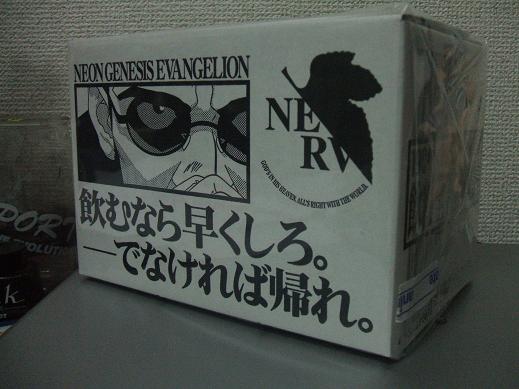 NEON GENESIS EVANGELION
NERV
GOD'S IN HIS HEAVEN. ALL'S RIGHT WITH THE WORLD.
飲むなら早くしろ。
──でなければ帰れ。
PORT